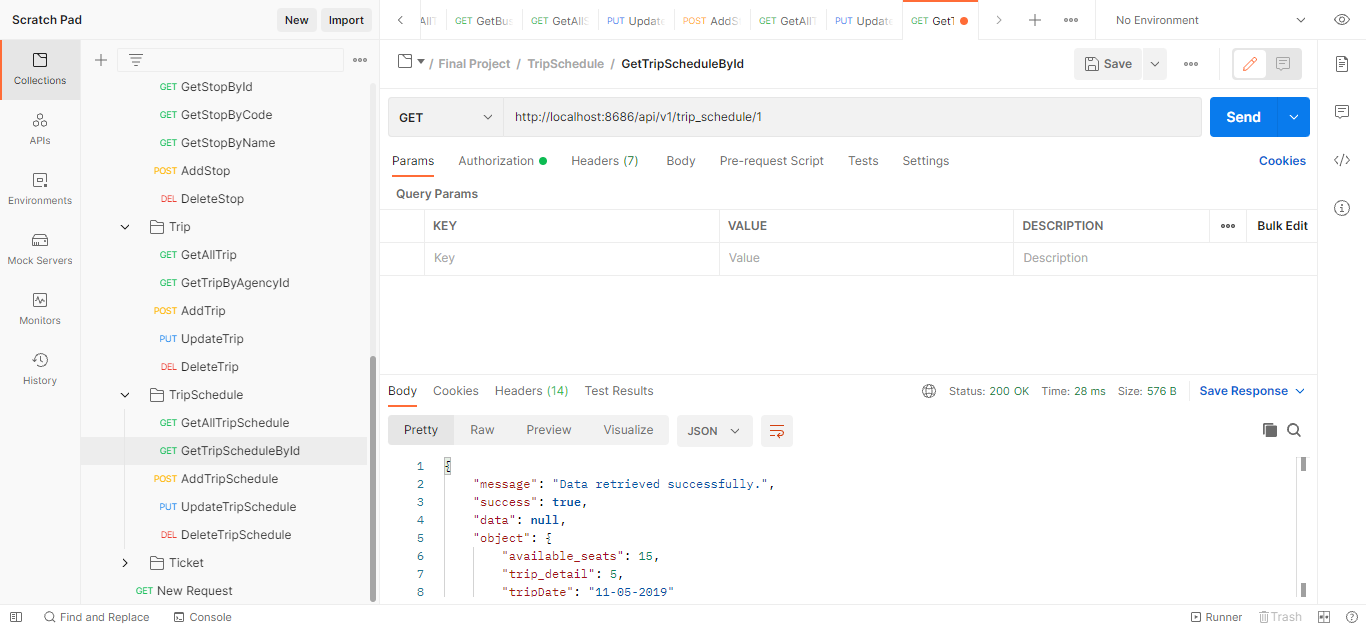 Scratch Pad
New
Import
GetBu
GET GetAllS
PUT Update
POST AddS
GET GetAllT
PUT Update
GET GetT
No Environment
Collections
APIs
Environments
Mock Servers
Monitors
History
GET GetStopById
GET GetStopByCode
GET GetStopByName
POST AddStop
DEL DeleteStop
Trip
GET GetAllTrip
GET GetTripByAgencyId
POST AddTrip
PUT UpdateTrip
DEL DeleteTrip
TripSchedule
GET GetAllTripSchedule
GET GetTripScheduleById
POST AddTripSchedule
PUT UpdateTripSchedule
DEL DeleteTripSchedule
Ticket
GET New Request
/ Final Project / TripSchedule / GetTripScheduleById
Save
GET
http://localhost:8686/api/v1/trip_schedule/1
Send
Params Authorization Headers (7) Body Pre-request Script Tests Settings
Cookies
Query Params
KEY VALUE DESCRIPTION
Bulk Edit
Key Value Description
Body Cookies Headers (14) Test Results
Status: 200 OK Time: 28 ms Size: 576 B
Save Response
Pretty Raw Preview Visualize JSON
1 {
2 "message": "Data retrieved successfully.",
3 "success": true,
4 "data": null,
5 "object": {
6 "available_seats": 15,
7 "trip_detail": 5,
8 "tripDate": "11-05-2019"
Find and Replace
Console
Runner
Trash